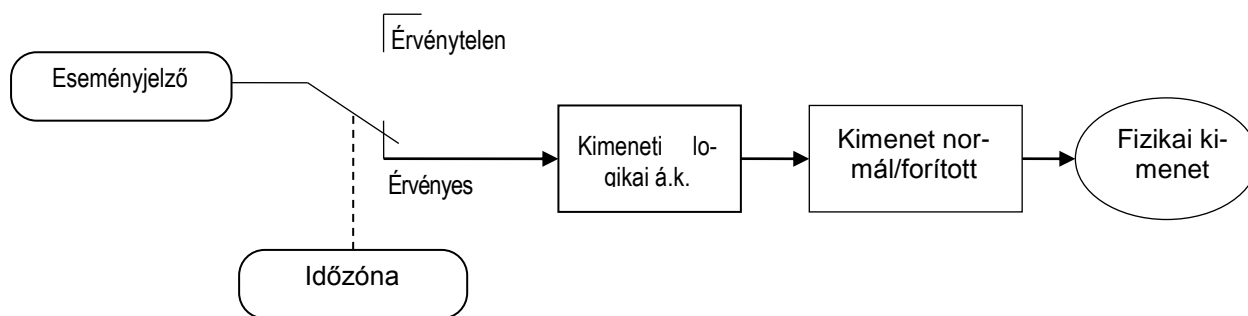 Érvénytelen
Eseményjelző
Kimeneti lo-
gikai á.k.
Kimenet nor-
mál/forított
Fizikai ki-
menet
Érvényes
Időzóna